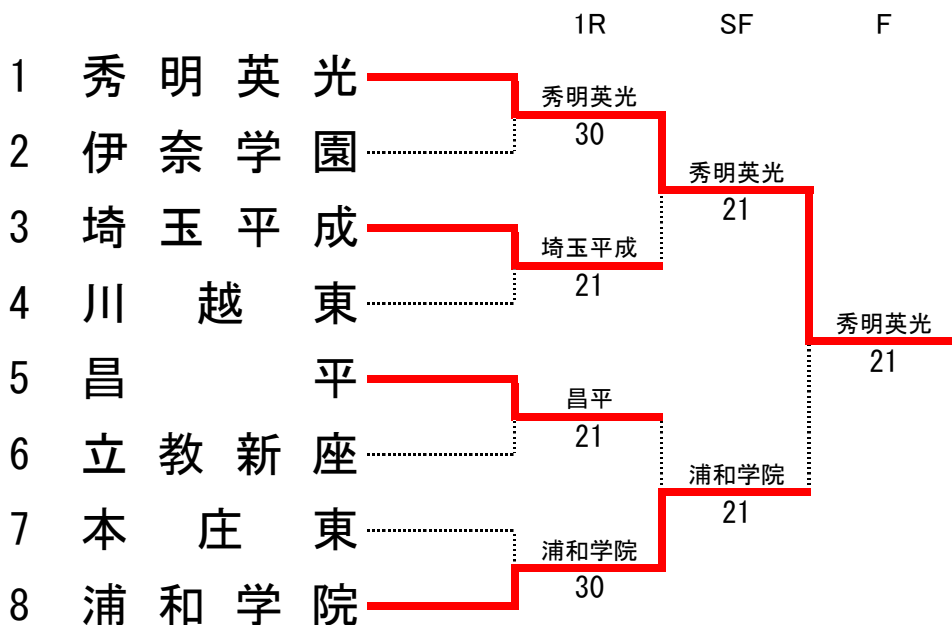 1R SF F
1 秀明英光
秀明英光
30
2 伊奈学園
秀明英光
21
3 埼玉平成
埼玉平成
21
4 川越東
秀明英光
21
5 昌平
昌平
21
6 立教新座
浦和学院
21
7 本庄東
浦和学院
30
8 浦和学院